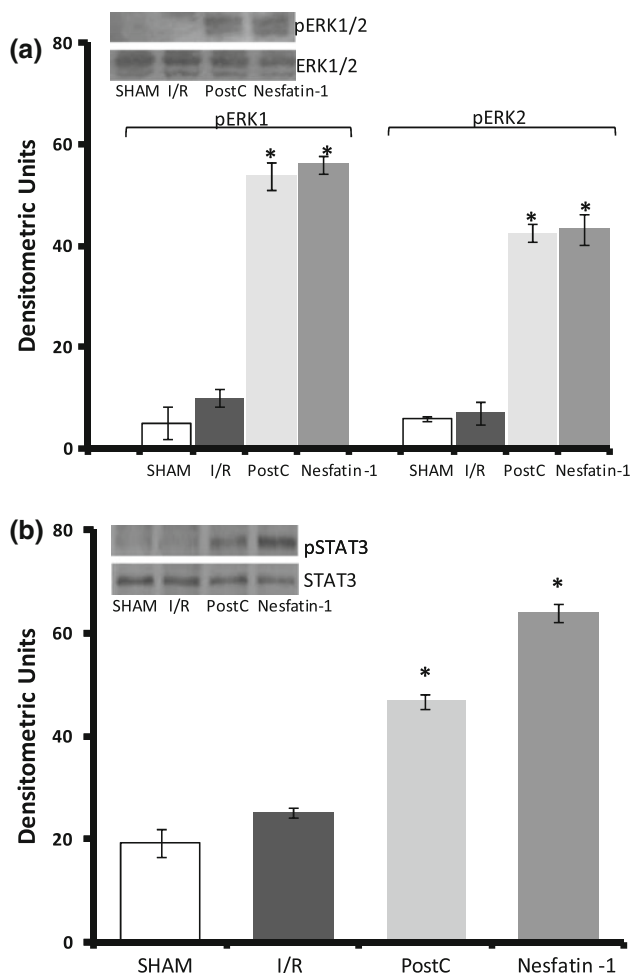 (a)
80
60
40
20
0
Densitometric Units
pERK1/2
ERK1/2
SHAM I/R PostC Nesfatin-1
pERK1 pERK2
* * * *
SHAM I/R PostC Nesfatin -1 SHAM I/R PostC Nesfatin -1
(b)
80
60
40
20
0
Densitometric Units
pSTAT3
STAT3
SHAM I/R PostC Nesfatin-1
* *
SHAM I/R PostC Nesfatin -1